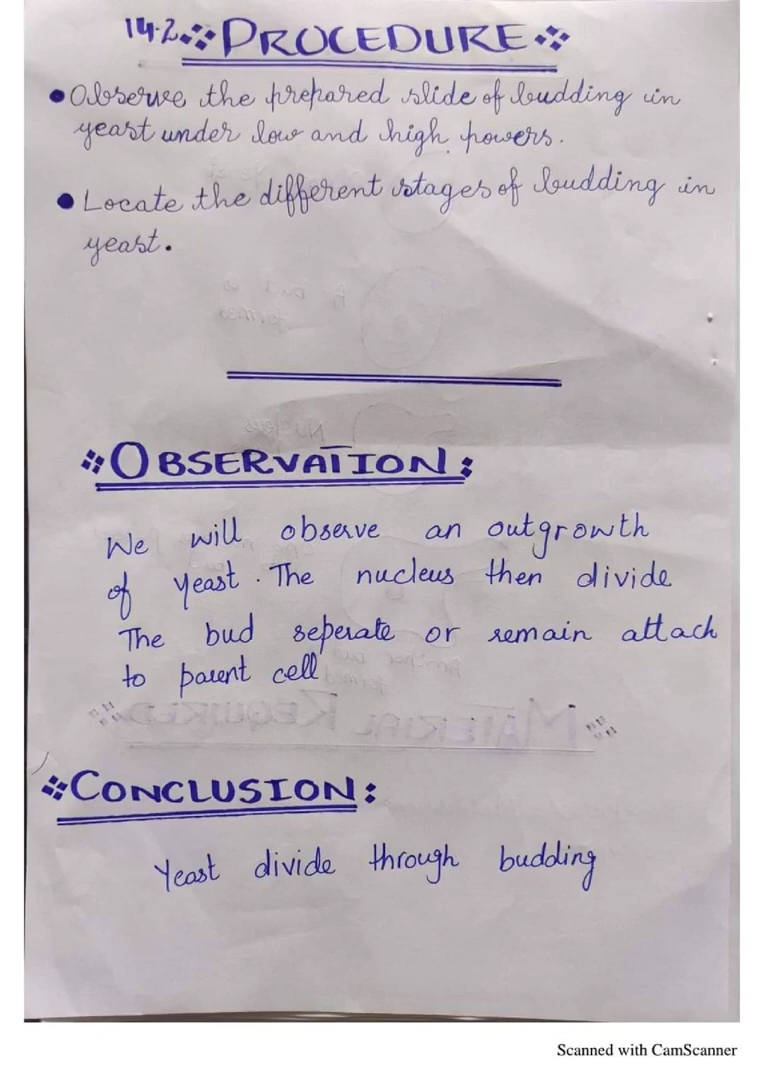 14.2 PROCEDURE
• Observe the prepared slide of budding in
yeast under low and high powers.
• Locate the different stages of budding in
yeast.
OBSERVATION:
We will observe an outgrowth
of yeast. The nucleus then divide
The bud seperate or remain attach
to parent cell
MATERIAL REQUIRED
CONCLUSION:
Yeast divide through budding
Scanned with CamScanner